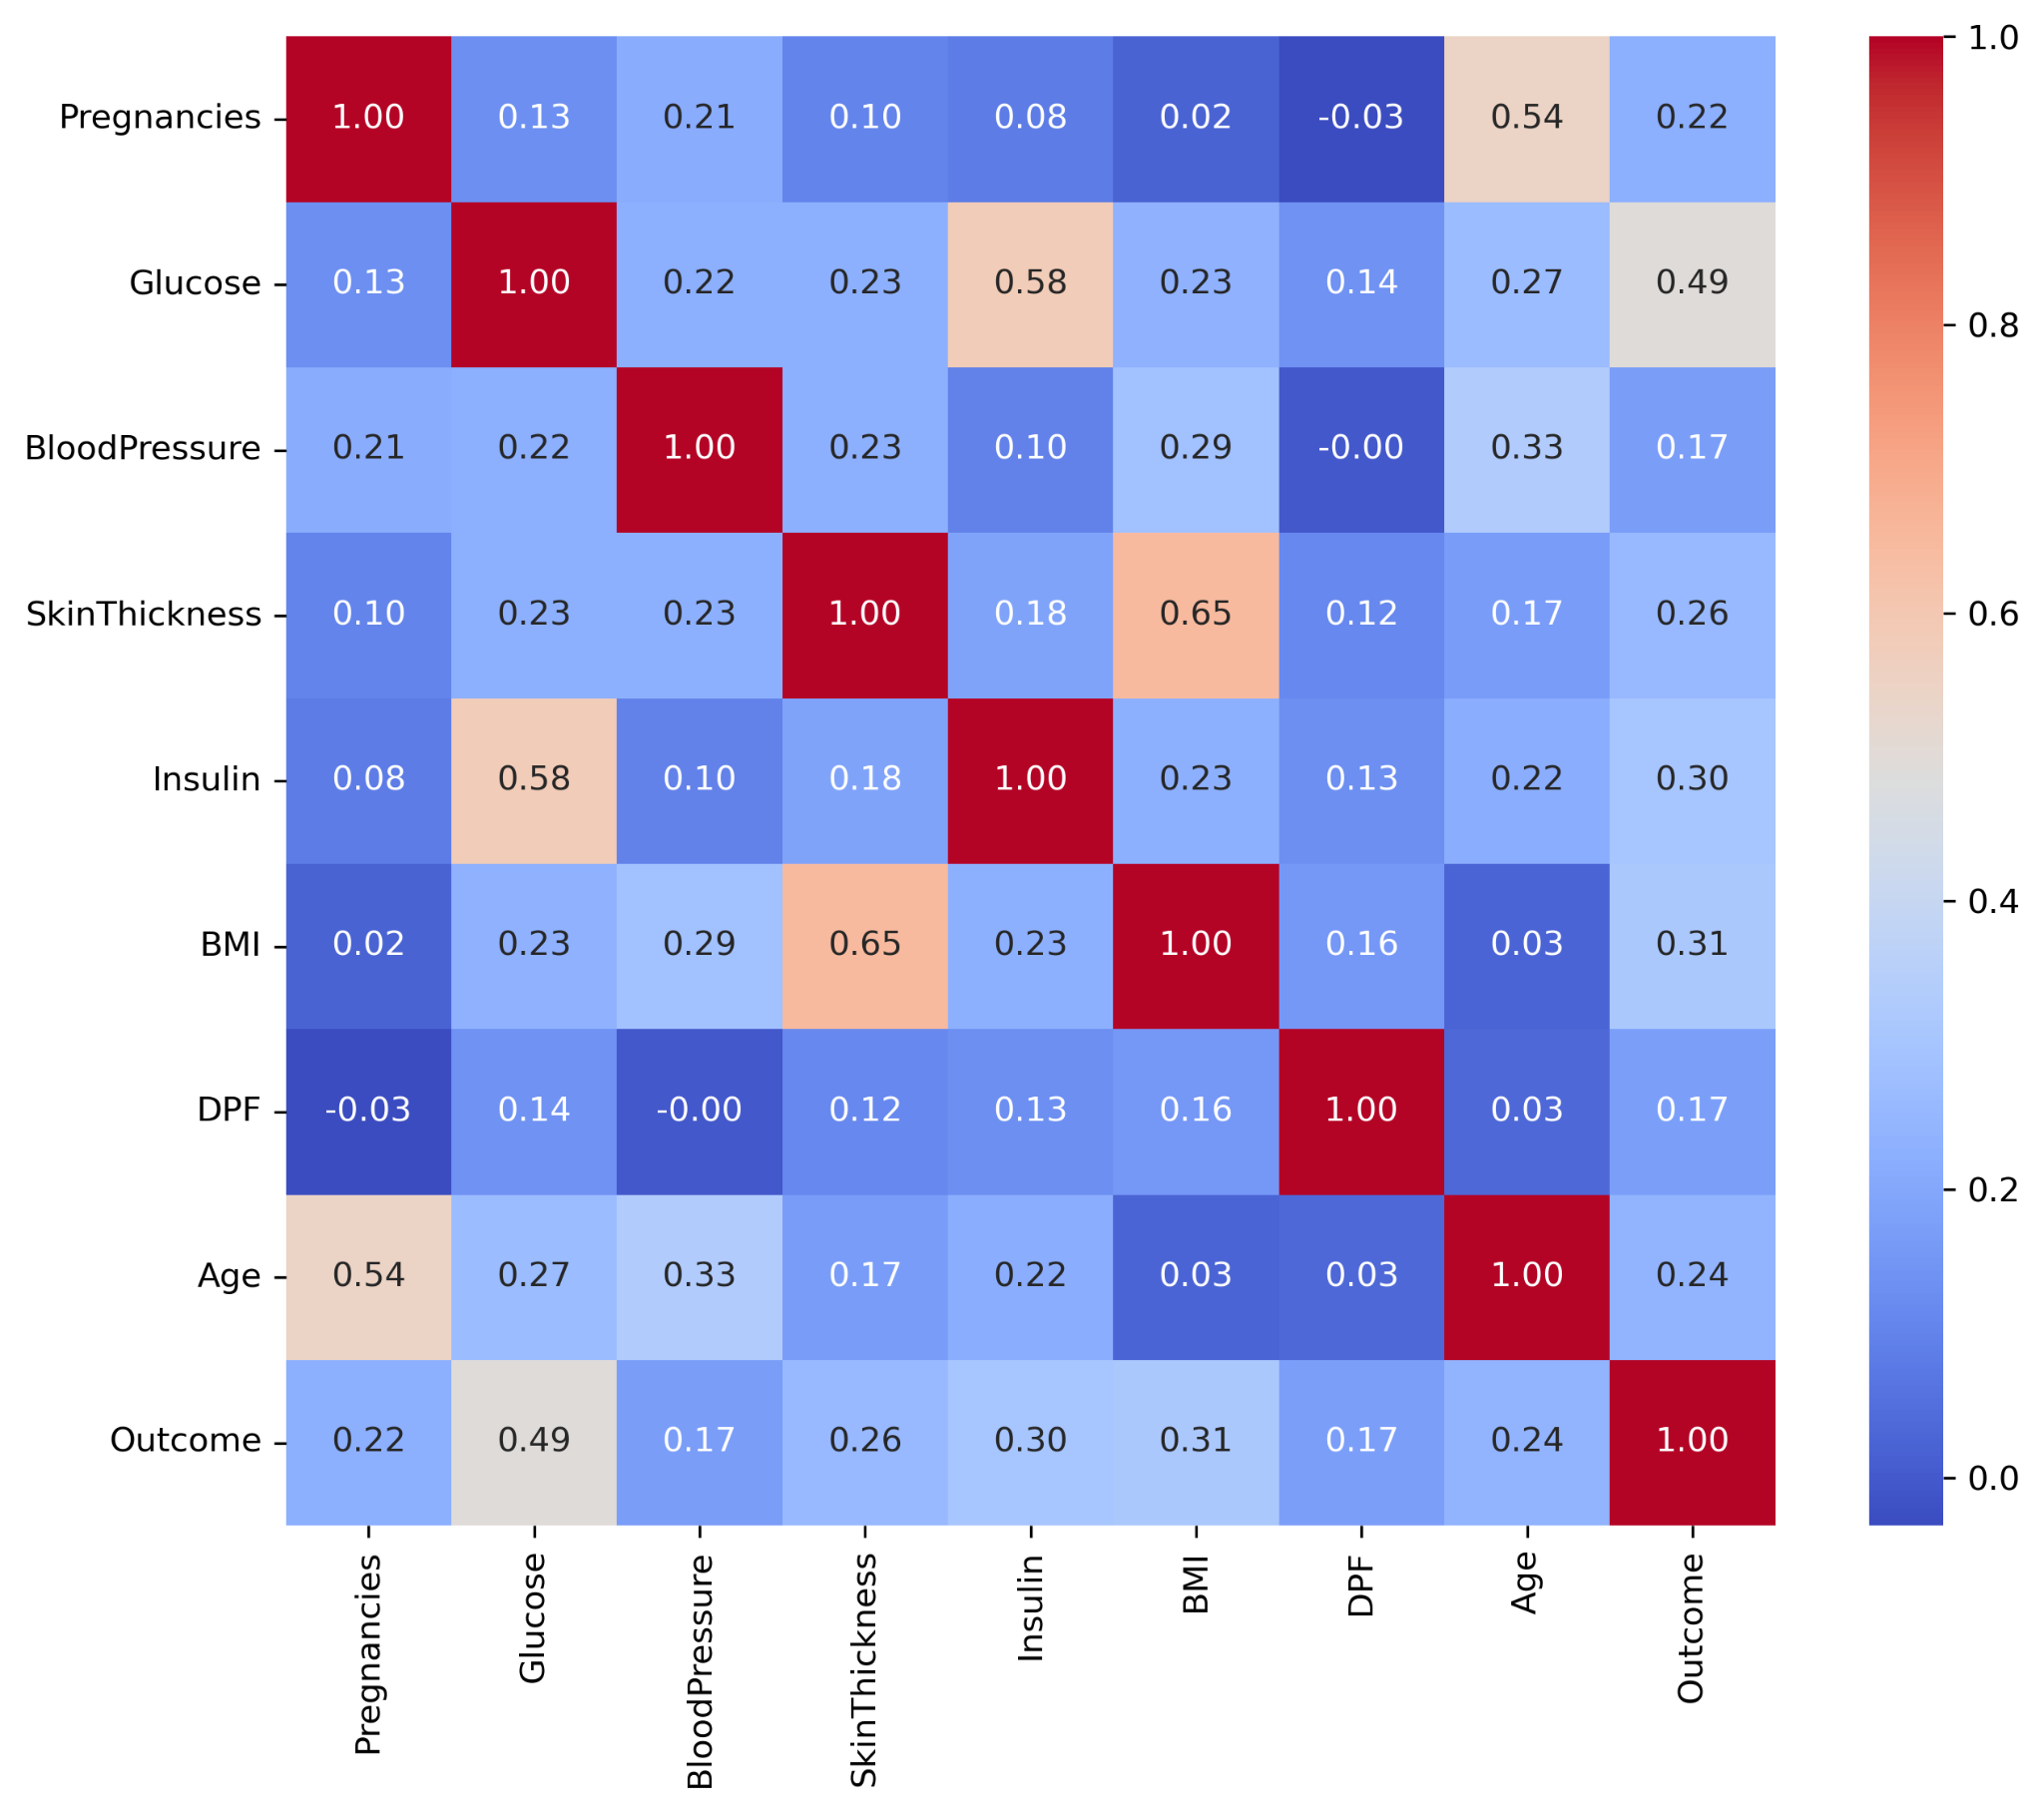 Pregnancies 1.00 0.13 0.21 0.10 0.08 0.02 -0.03 0.54 0.22
Glucose 0.13 1.00 0.22 0.23 0.58 0.23 0.14 0.27 0.49
BloodPressure 0.21 0.22 1.00 0.23 0.10 0.29 -0.00 0.33 0.17
SkinThickness 0.10 0.23 0.23 1.00 0.18 0.65 0.12 0.17 0.26
Insulin 0.08 0.58 0.10 0.18 1.00 0.23 0.13 0.22 0.30
BMI 0.02 0.23 0.29 0.65 0.23 1.00 0.16 0.03 0.31
DPF -0.03 0.14 -0.00 0.12 0.13 0.16 1.00 0.03 0.17
Age 0.54 0.27 0.33 0.17 0.22 0.03 0.03 1.00 0.24
Outcome 0.22 0.49 0.17 0.26 0.30 0.31 0.17 0.24 1.00
Pregnancies Glucose BloodPressure SkinThickness Insulin BMI DPF Age Outcome
1.0
0.8
0.6
0.4
0.2
0.0